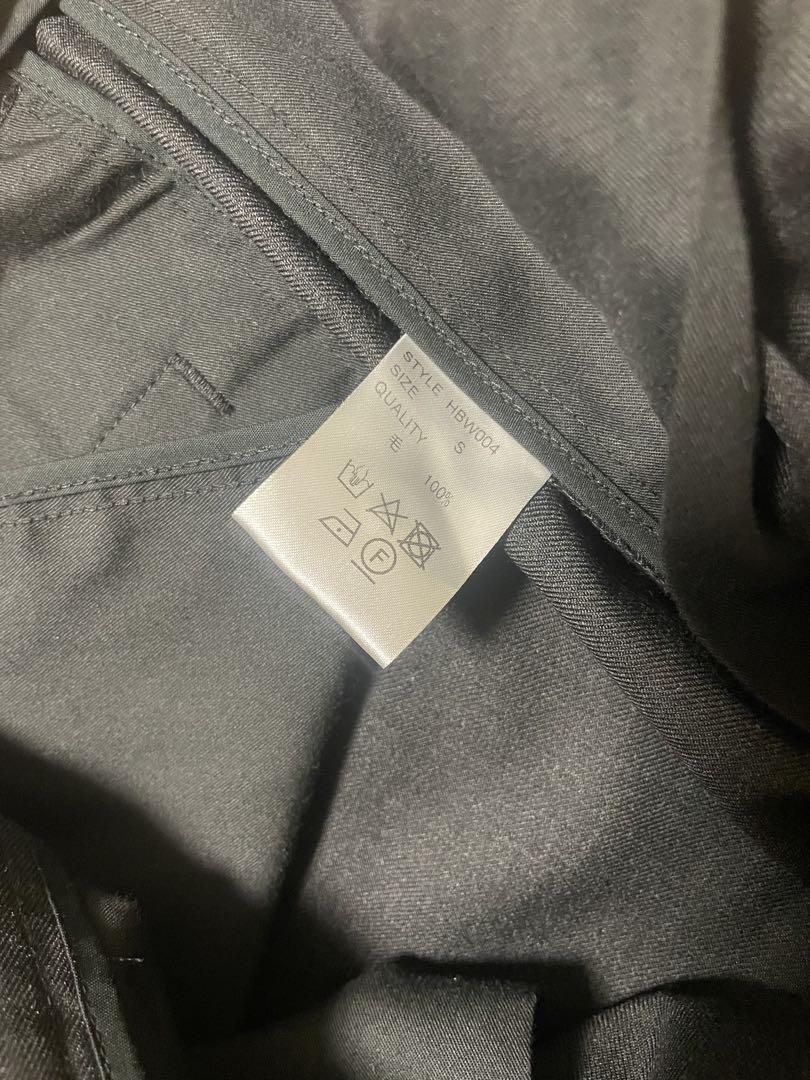 STYLE HBW004
SIZE S
QUALITY
毛 100%
F